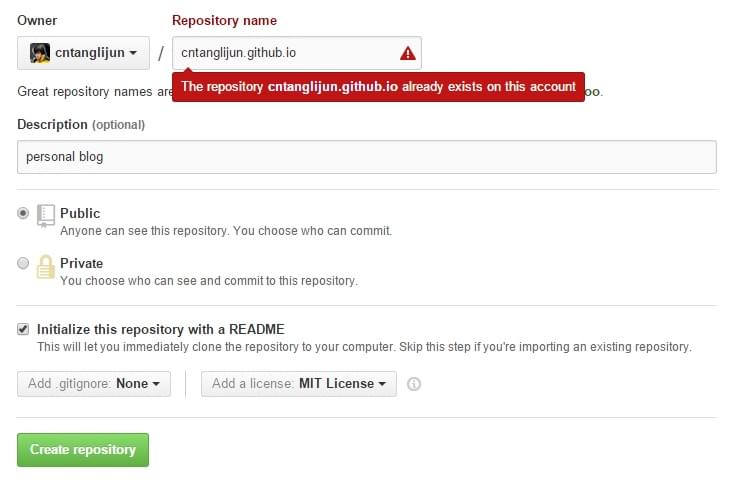 Owner
Repository name
cntanglijun / cntanglijun.github.io
The repository cntanglijun.github.io already exists on this account
Great repository names are oo.
Description (optional)
personal blog
Public
Anyone can see this repository. You choose who can commit.
Private
You choose who can see and commit to this repository.
Initialize this repository with a README
This will let you immediately clone the repository to your computer. Skip this step if you're importing an existing repository.
Add .gitignore: None
Add a license: MIT License
Create repository